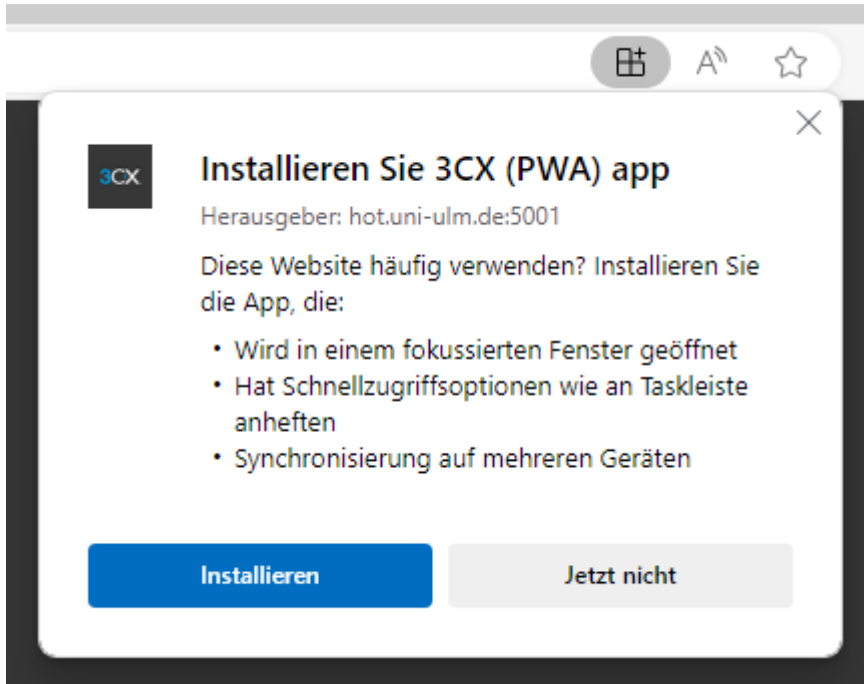 A
3CX
Installieren Sie 3CX (PWA) app
Herausgeber: hot.uni-ulm.de:5001
Diese Website häufig verwenden? Installieren Sie
die App, die:
• Wird in einem fokussierten Fenster geöffnet
• Hat Schnellzugriffsoptionen wie an Taskleiste
anheften
• Synchronisierung auf mehreren Geräten
Installieren
Jetzt nicht